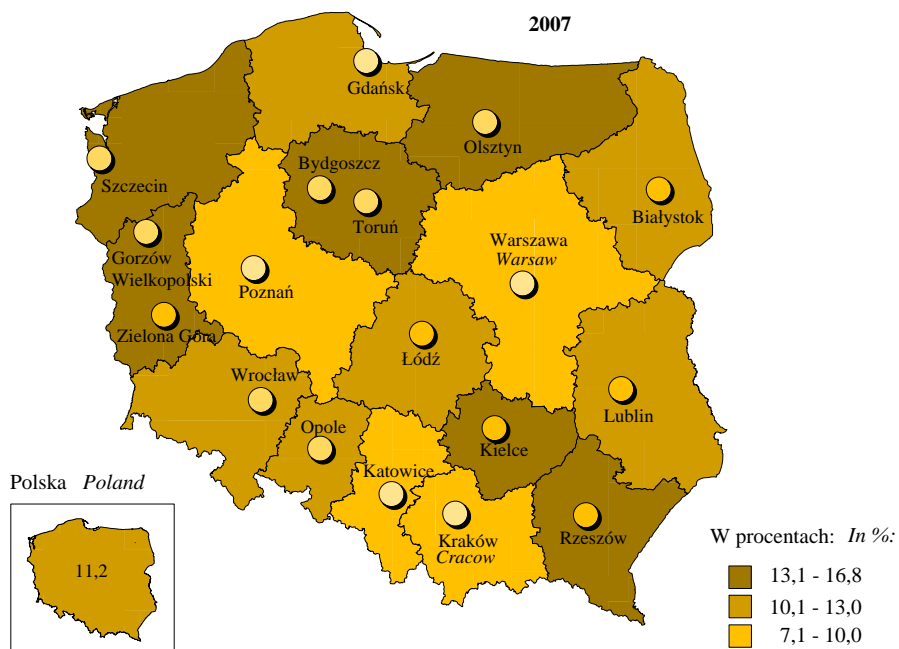 2007
Gdańsk
Olsztyn
Bydgoszcz
Szczecin
Toruń
Białystok
Warszawa
Warsaw
Gorzów
Wielkopolski
Poznań
Zielona Góra
Łódź
Wrocław
Lublin
Opole
Kielce
Katowice
Polska Poland
Kraków
Cracow
Rzeszów
W procentach: In %:
11,2
13,1 - 16,8
10,1 - 13,0
7,1 - 10,0